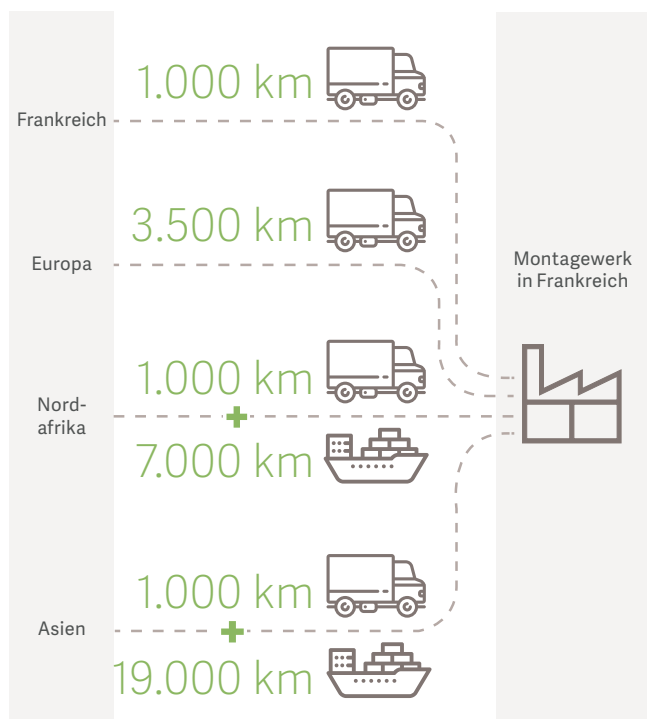 1.000 km
Frankreich
3.500 km
Europa
Montagewerk
in Frankreich
1.000 km
Nord-
afrika
+
7.000 km
1.000 km
Asien
+
19.000 km